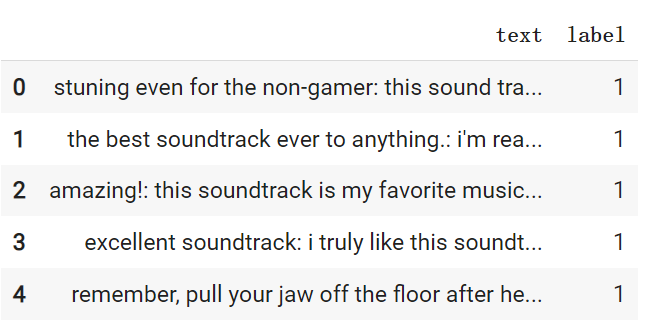 text label
0 stuning even for the non-gamer: this sound tra... 1
1 the best soundtrack ever to anything.: i'm rea... 1
2 amazing!: this soundtrack is my favorite music... 1
3 excellent soundtrack: i truly like this soundt... 1
4 remember, pull your jaw off the floor after he... 1